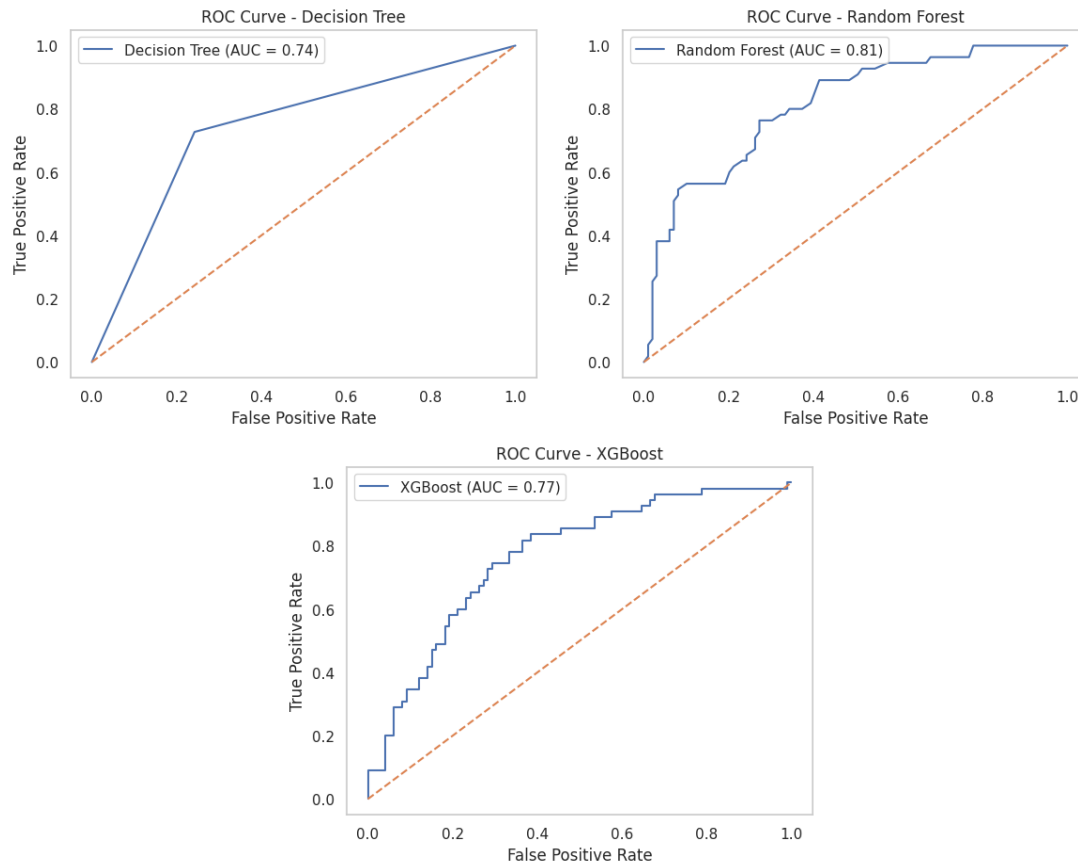 ROC Curve - Decision Tree
Decision Tree (AUC = 0.74)
1.0
0.8
0.6
0.4
0.2
0.0
True Positive Rate
0.0 0.2 0.4 0.6 0.8 1.0
False Positive Rate
ROC Curve - Random Forest
Random Forest (AUC = 0.81)
1.0
0.8
0.6
0.4
0.2
0.0
True Positive Rate
0.0 0.2 0.4 0.6 0.8 1.0
False Positive Rate
ROC Curve - XGBoost
XGBoost (AUC = 0.77)
1.0
0.8
0.6
0.4
0.2
0.0
True Positive Rate
0.0 0.2 0.4 0.6 0.8 1.0
False Positive Rate